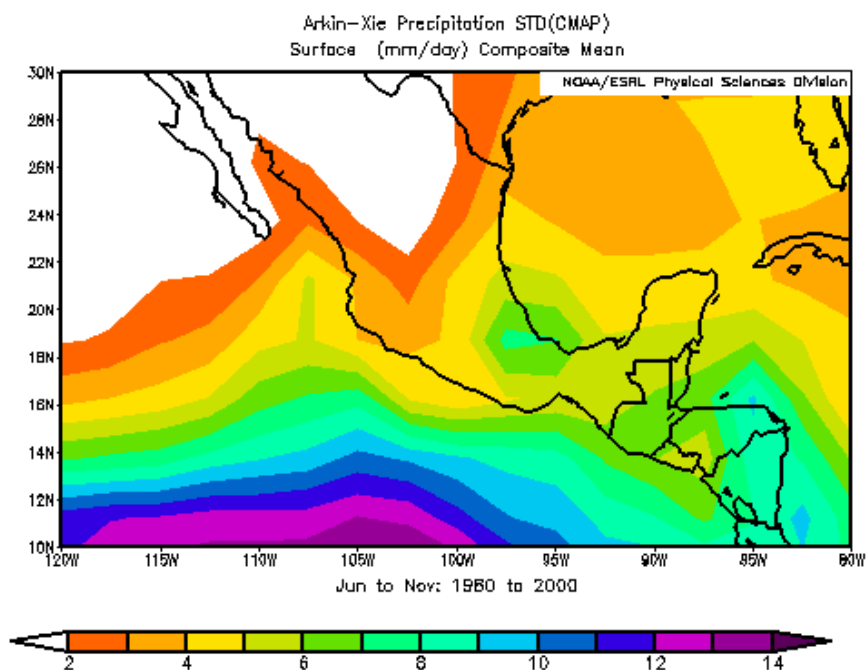 Arkin-Xie Precipitation STD(CMAP)
Surface (mm/day) Composite Mean
NOAA/ESRL Physical Sciences Division
30N
28N
26N
24N
22N
20N
18N
16N
14N
12N
10N
120W 115W 110W 105W 100W 95W 90W 85W 80W
Jun to Nov: 1980 to 2000
2 4 6 8 10 12 14